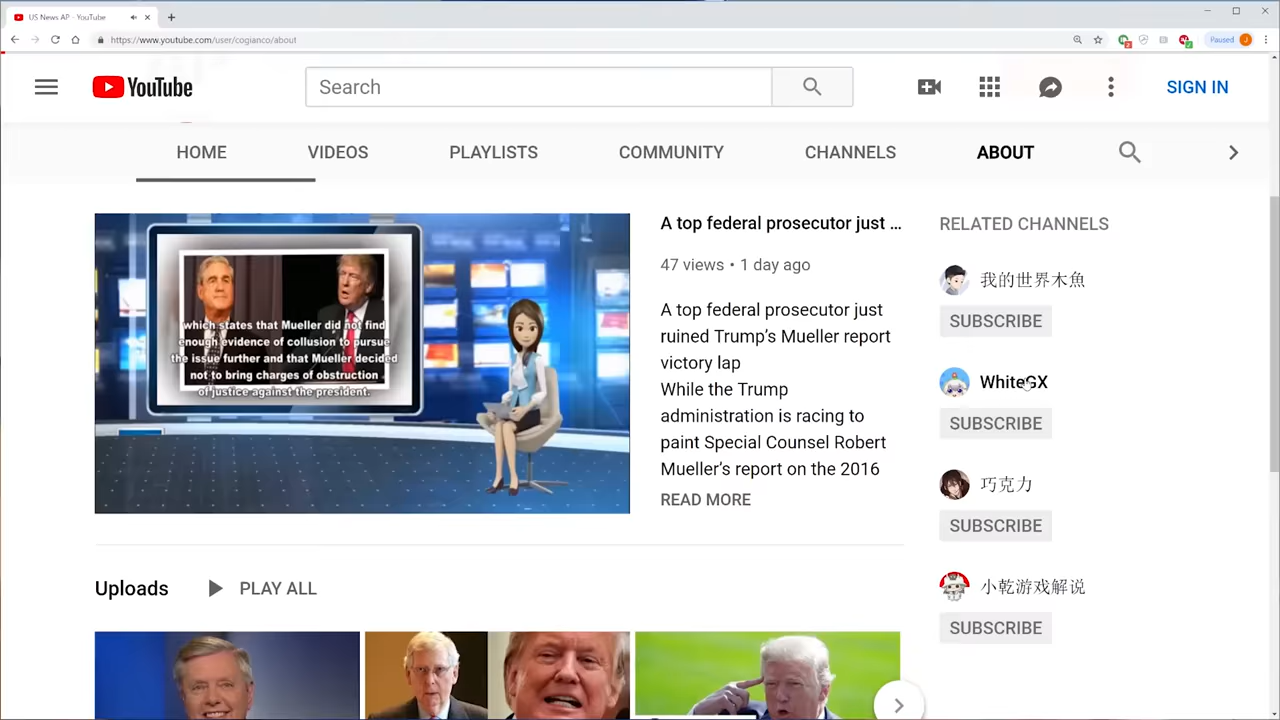 US News AP - YouTube
https://www.youtube.com/user/cogianco/about
Paused
J
YouTube
Search
SIGN IN
HOME
VIDEOS
PLAYLISTS
COMMUNITY
CHANNELS
ABOUT
which states that Mueller did not find
enough evidence of collusion to pursue
the issue further and that Mueller decided
not to bring charges of obstruction
of justice against the president.
A top federal prosecutor just ...
47 views • 1 day ago
A top federal prosecutor just
ruined Trump’s Mueller report
victory lap
While the Trump
administration is racing to
paint Special Counsel Robert
Mueller’s report on the 2016
READ MORE
RELATED CHANNELS
我的世界木魚
SUBSCRIBE
WhiteGX
SUBSCRIBE
巧克力
SUBSCRIBE
小乾游戏解说
SUBSCRIBE
Uploads
PLAY ALL